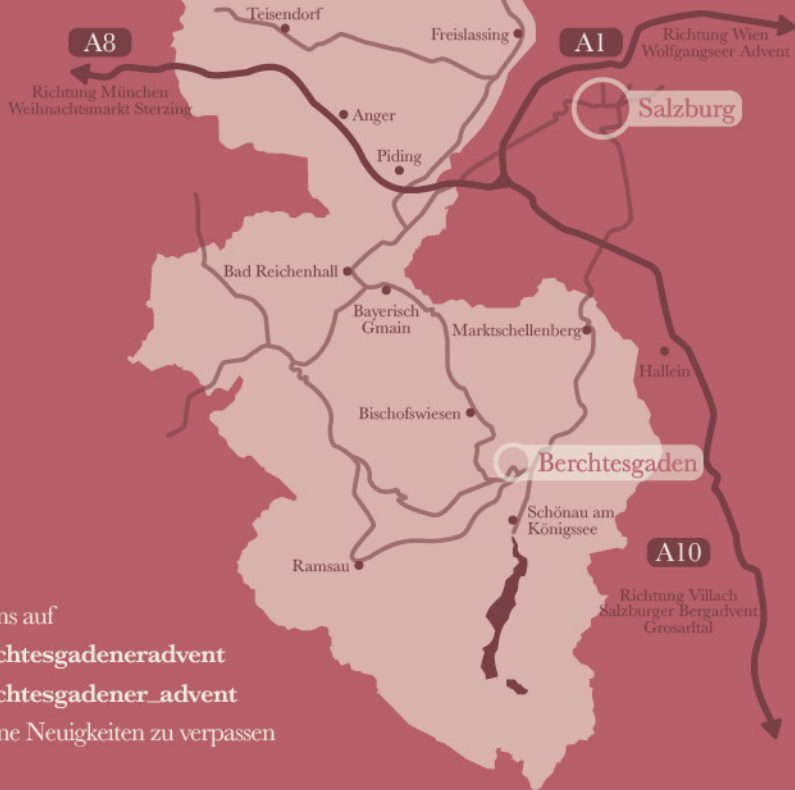 Teisendorf
Freislassing
A8
A1
Richtung Wien
Wolfgangseer Advent
Richtung München
Weihnachtsmarkt Sterzing
Salzburg
Anger
Piding
Bad Reichenhall
Bayerisch
Gmain
Marktschellenberg
Hallein
Bischofswiesen
Berchtesgaden
Schönau am
Königssee
A10
Ramsau
Richtung Villach
Salzburger Bergadvent
Grosarltal
ns auf
chtesgadeneradvent
chtesgadener_advent
ne Neuigkeiten zu verpassen